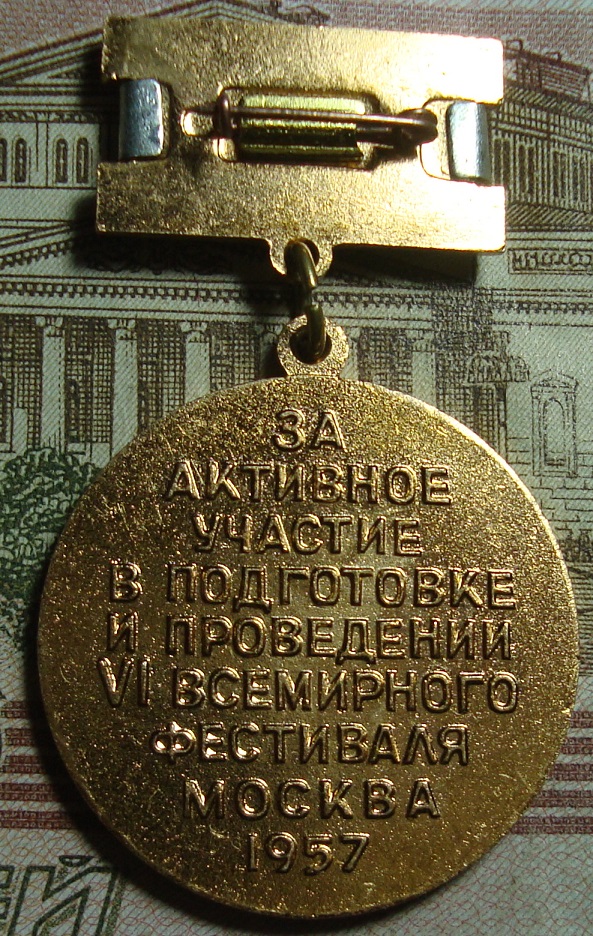 ЗА
АКТИВНОЕ
УЧАСТИЕ
В ПОДГОТОВКЕ
И ПРОВЕДЕНИИ
VI ВСЕМИРНОГО
ФЕСТИВАЛЯ
МОСКВА
1957